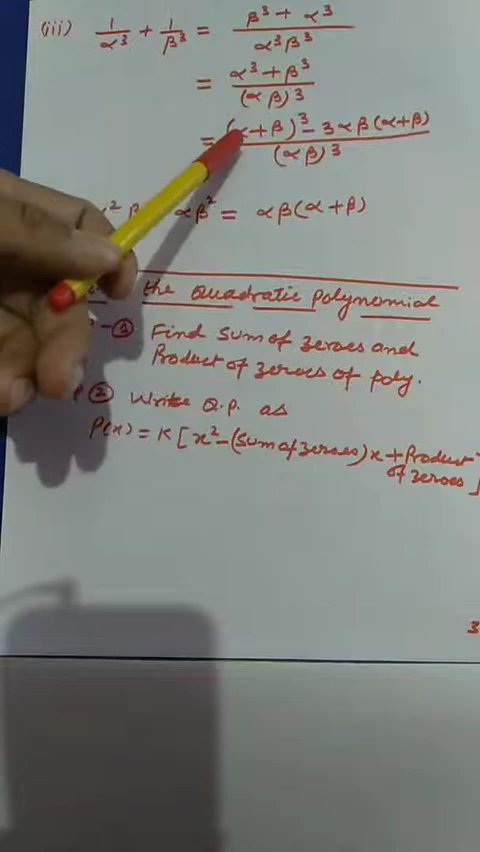 (iii) 1/α³ + 1/β³ = β³ + α³ / α³β³
= α³ + β³ / (αβ)³
= (α+β)³ - 3αβ(α+β) / (αβ)³
αβ² = αβ(α+β)
the Quadratic Polynomial
① Find Sum of zeroes and
Product of zeroes of poly.
② Write Q.P. as
P(x) = K[x² - (Sum of zeroes)x + Product
of zeroes]
3